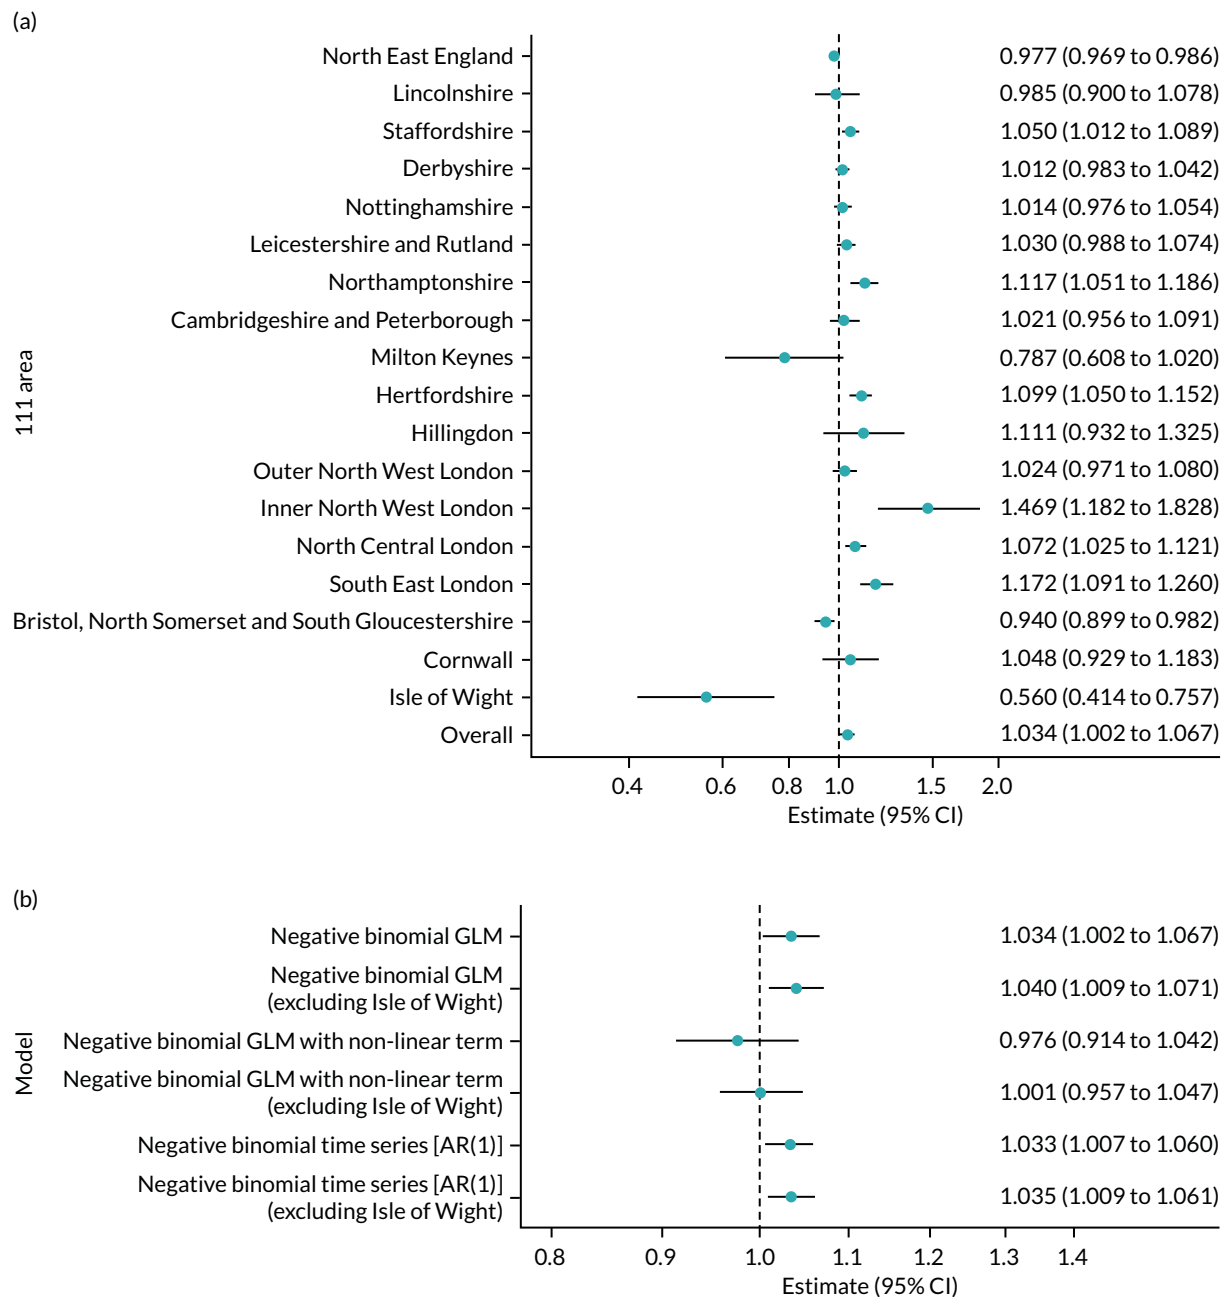 (a)
111 area
North East England 0.977 (0.969 to 0.986)
Lincolnshire 0.985 (0.900 to 1.078)
Staffordshire 1.050 (1.012 to 1.089)
Derbyshire 1.012 (0.983 to 1.042)
Nottinghamshire 1.014 (0.976 to 1.054)
Leicestershire and Rutland 1.030 (0.988 to 1.074)
Northamptonshire 1.117 (1.051 to 1.186)
Cambridgeshire and Peterborough 1.021 (0.956 to 1.091)
Milton Keynes 0.787 (0.608 to 1.020)
Hertfordshire 1.099 (1.050 to 1.152)
Hillingdon 1.111 (0.932 to 1.325)
Outer North West London 1.024 (0.971 to 1.080)
Inner North West London 1.469 (1.182 to 1.828)
North Central London 1.072 (1.025 to 1.121)
South East London 1.172 (1.091 to 1.260)
Bristol, North Somerset and South Gloucestershire 0.940 (0.899 to 0.982)
Cornwall 1.048 (0.929 to 1.183)
Isle of Wight 0.560 (0.414 to 0.757)
Overall 1.034 (1.002 to 1.067)
0.4 0.6 0.8 1.0 1.5 2.0
Estimate (95% CI)
(b)
Model
Negative binomial GLM 1.034 (1.002 to 1.067)
Negative binomial GLM
(excluding Isle of Wight) 1.040 (1.009 to 1.071)
Negative binomial GLM with non-linear term 0.976 (0.914 to 1.042)
Negative binomial GLM with non-linear term
(excluding Isle of Wight) 1.001 (0.957 to 1.047)
Negative binomial time series [AR(1)] 1.033 (1.007 to 1.060)
Negative binomial time series [AR(1)]
(excluding Isle of Wight) 1.035 (1.009 to 1.061)
0.8 0.9 1.0 1.1 1.2 1.3 1.4
Estimate (95% CI)